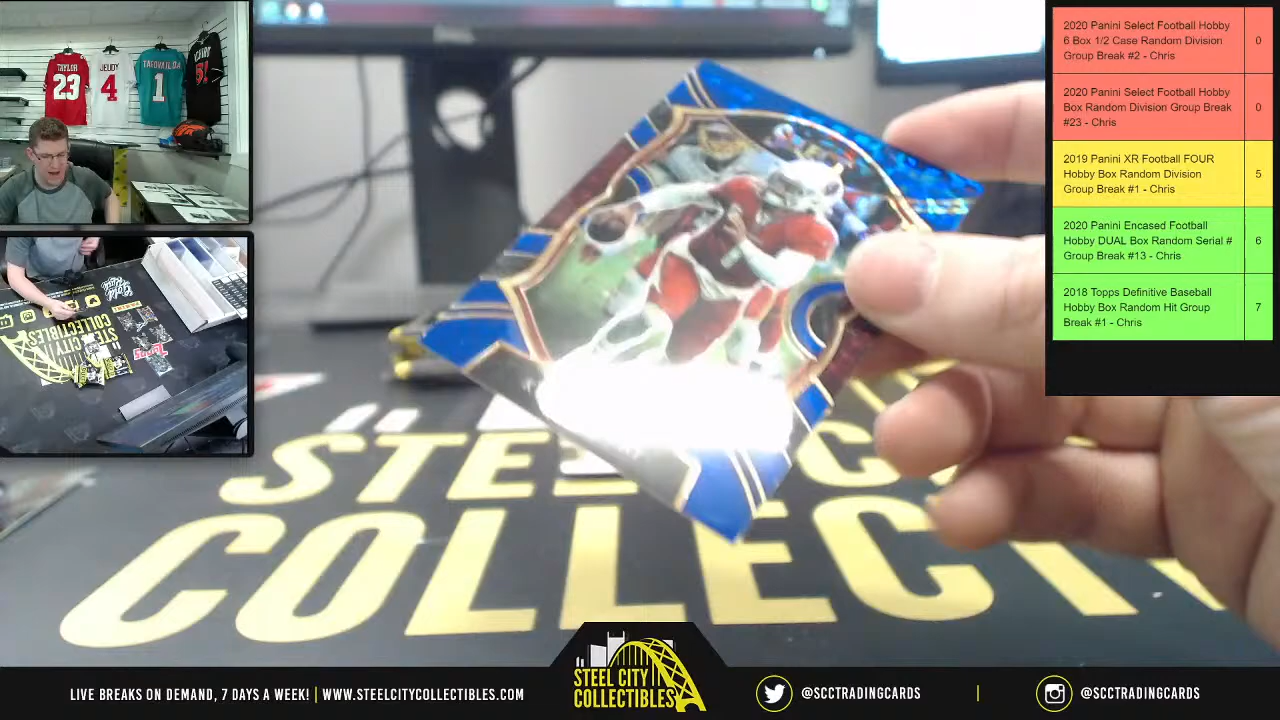 TAYLOR
23
JEUDY
4
TAGOVAILOA
1
51
COLLECTIBLES
2020 Panini Select Football Hobby
6 Box 1/2 Case Random Division
Group Break #2 - Chris
0
2020 Panini Select Football Hobby
Box Random Division Group Break
#23 - Chris
0
2019 Panini XR Football FOUR
Hobby Box Random Division
Group Break #1 - Chris
5
2020 Panini Encased Football
Hobby DUAL Box Random Serial #
Group Break #13 - Chris
6
2018 Topps Definitive Baseball
Hobby Box Random Hit Group
Break #1 - Chris
7
STEE C
COLLECTI
STEEL CITY
COLLECTIBLES
LIVE BREAKS ON DEMAND, 7 DAYS A WEEK! | WWW.STEELCITYCOLLECTIBLES.COM
@SCCTRADINGCARDS | @SCCTRADINGCARDS